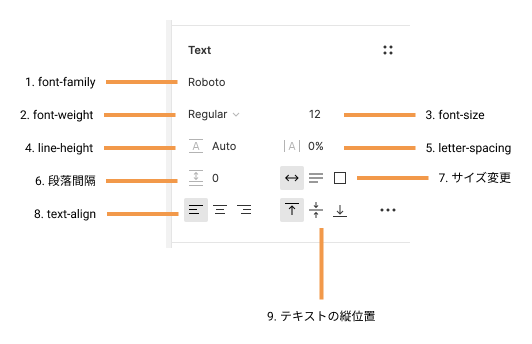 Text
1. font-family
Roboto
2. font-weight
Regular
12
3. font-size
4. line-height
A Auto
|A| 0%
5. letter-spacing
6. 段落間隔
0
7. サイズ変更
8. text-align
9. テキストの縦位置